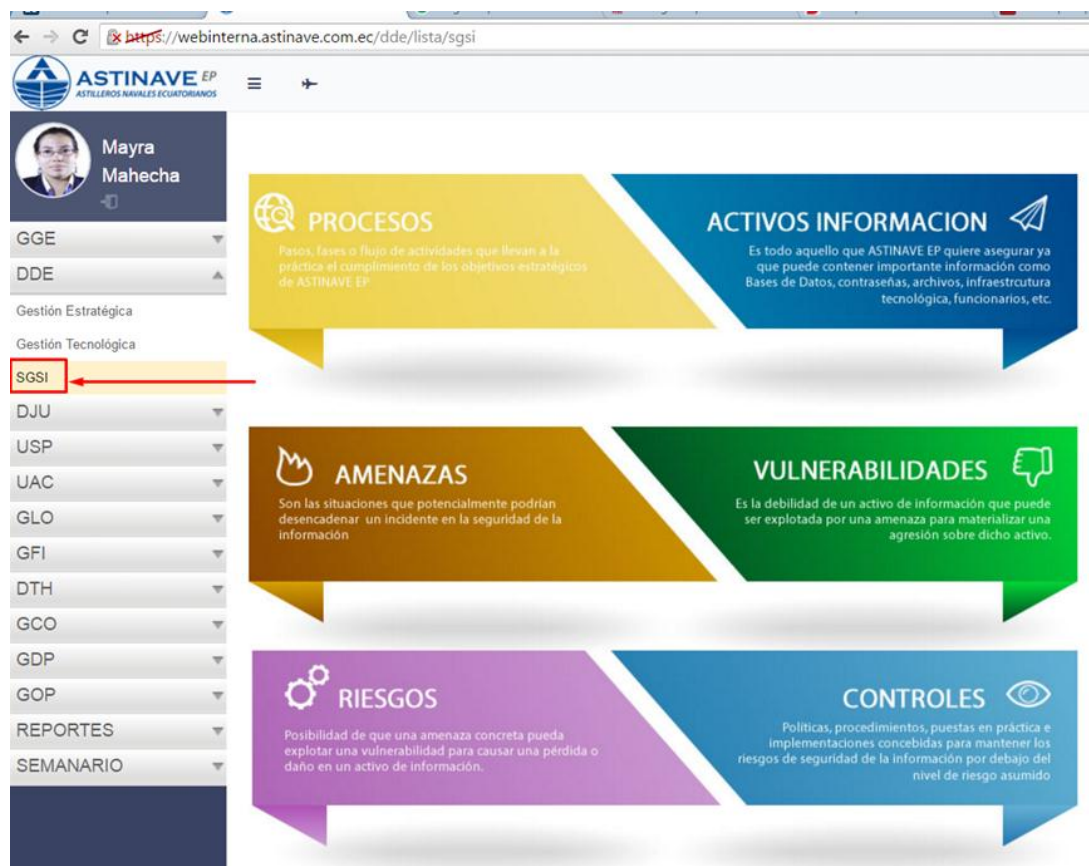 https://webinterna.astinave.com.ec/dde/lista/sgsi
ASTINAVE EP
ASTILLEROS NAVALES ECUATORIANOS
Mayra
Mahecha
GGE
DDE
Gestión Estratégica
Gestión Tecnológica
SGSI
DJU
USP
UAC
GLO
GFI
DTH
GCO
GDP
GOP
REPORTES
SEMANARIO
PROCESOS
Pasos, fases o flujo de actividades que llevan a la
práctica el cumplimiento de los objetivos estratégicos
de ASTINAVE EP
ACTIVOS INFORMACION
Es todo aquello que ASTINAVE EP quiere asegurar ya
que puede contener importante información como
Bases de Datos, contraseñas, archivos, infraestrcutura
tecnológica, funcionarios, etc.
AMENAZAS
Son las situaciones que potencialmente podrían
desencadenar un incidente en la seguridad de la
información
VULNERABILIDADES
Es la debilidad de un activo de información que puede
ser explotada por una amenaza para materializar una
agresión sobre dicho activo.
RIESGOS
Posibilidad de que una amenaza concreta pueda
explotar una vulnerabilidad para causar una pérdida o
daño en un activo de información.
CONTROLES
Políticas, procedimientos, puestas en práctica e
implementaciones concebidas para mantener los
riesgos de seguridad de la información por debajo del
nivel de riesgo asumido